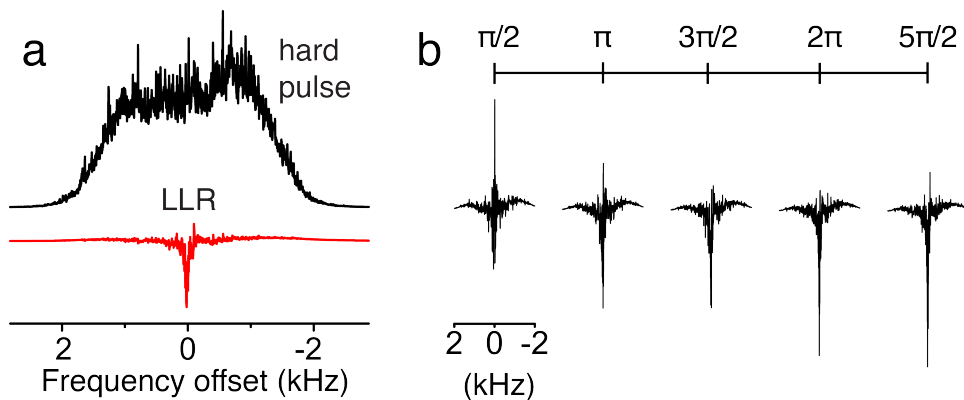 a
hard
pulse
LLR
2 0 -2
Frequency offset (kHz)
b
π/2 π 3π/2 2π 5π/2
2 0 -2
(kHz)